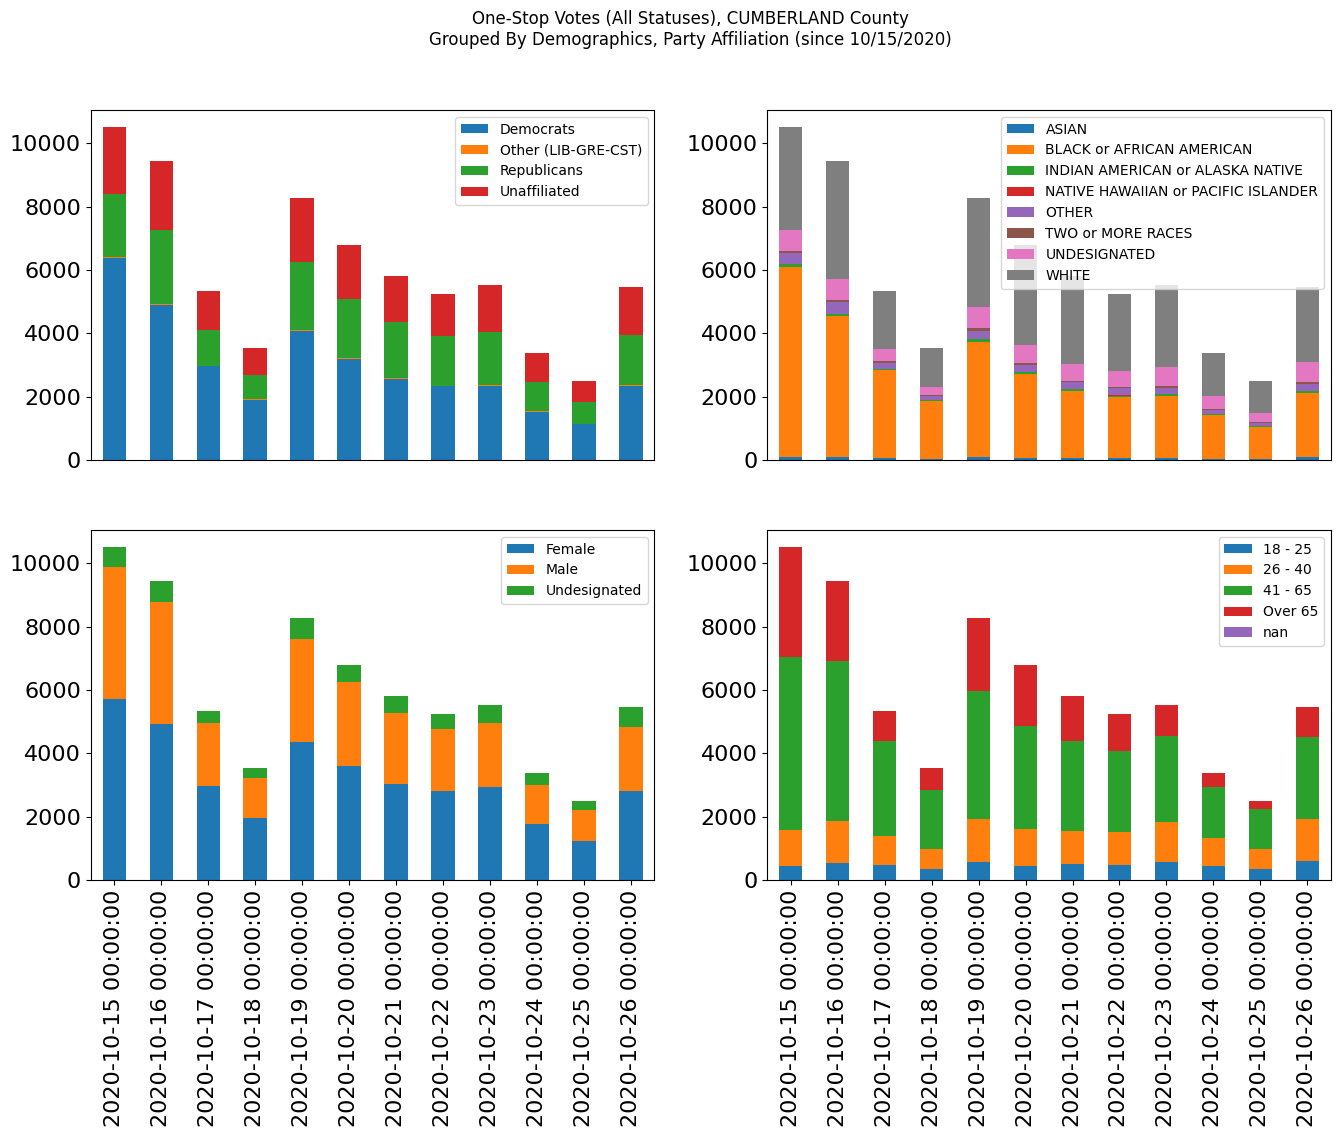 One-Stop Votes (All Statuses), CUMBERLAND County
Grouped By Demographics, Party Affiliation (since 10/15/2020)
10000
8000
6000
4000
2000
0
Democrats
Other (LIB-GRE-CST)
Republicans
Unaffiliated
10000
8000
6000
4000
2000
0
ASIAN
BLACK or AFRICAN AMERICAN
INDIAN AMERICAN or ALASKA NATIVE
NATIVE HAWAIIAN or PACIFIC ISLANDER
OTHER
TWO or MORE RACES
UNDESIGNATED
WHITE
10000
8000
6000
4000
2000
0
Female
Male
Undesignated
2020-10-15 00:00:00
2020-10-16 00:00:00
2020-10-17 00:00:00
2020-10-18 00:00:00
2020-10-19 00:00:00
2020-10-20 00:00:00
2020-10-21 00:00:00
2020-10-22 00:00:00
2020-10-23 00:00:00
2020-10-24 00:00:00
2020-10-25 00:00:00
2020-10-26 00:00:00
10000
8000
6000
4000
2000
0
18 - 25
26 - 40
41 - 65
Over 65
nan
2020-10-15 00:00:00
2020-10-16 00:00:00
2020-10-17 00:00:00
2020-10-18 00:00:00
2020-10-19 00:00:00
2020-10-20 00:00:00
2020-10-21 00:00:00
2020-10-22 00:00:00
2020-10-23 00:00:00
2020-10-24 00:00:00
2020-10-25 00:00:00
2020-10-26 00:00:00